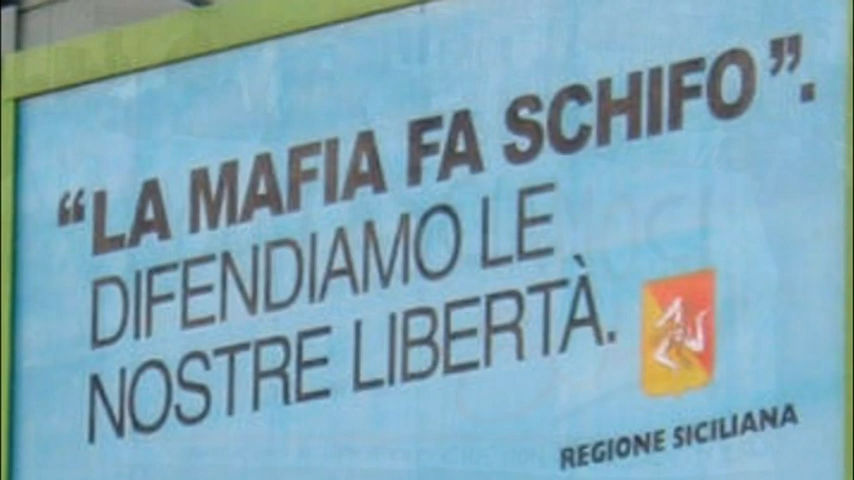 “LA MAFIA FA SCHIFO”.
DIFENDIAMO LE
NOSTRE LIBERTÀ.
REGIONE SICILIANA